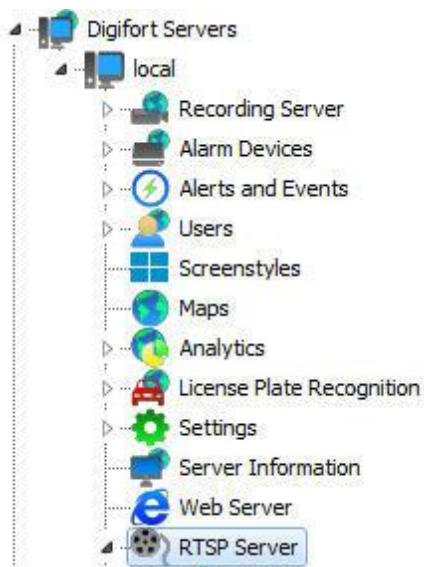 Digifort Servers
local
Recording Server
Alarm Devices
Alerts and Events
Users
Screenstyles
Maps
Analytics
License Plate Recognition
Settings
Server Information
Web Server
RTSP Server